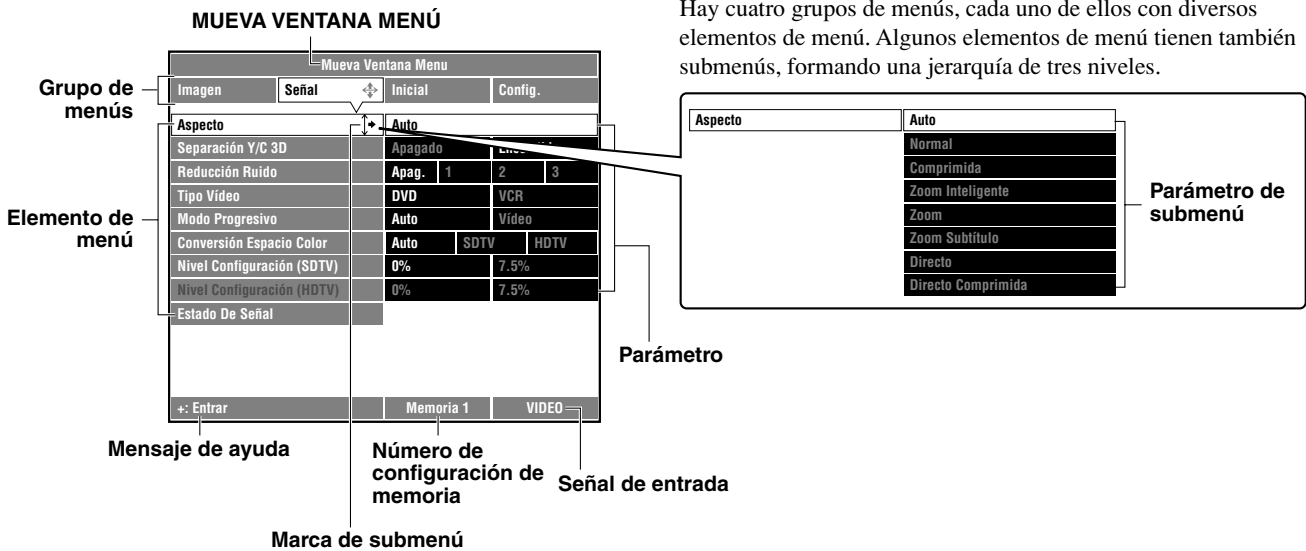 MUEVA VENTANA MENÚ
Hay cuatro grupos de menús, cada uno de ellos con diversos
elementos de menú. Algunos elementos de menú tienen también
submenús, formando una jerarquía de tres niveles.
Mueva Ventana Menu
Grupo de
menús
Imagen Señal Inicial Config.
Aspecto Auto
Separación Y/C 3D Apagado
Reducción Ruido Apag. 1 2 3
Tipo Vídeo DVD VCR
Modo Progresivo Auto Vídeo
Conversión Espacio Color Auto SDTV HDTV
Nivel Configuración (SDTV) 0% 7.5%
Nivel Configuración (HDTV) 0% 7.5%
Estado De Señal
Elemento de
menú
+: Entrar Memoria 1 VIDEO
Aspecto Auto
Normal
Comprimida
Zoom Inteligente
Zoom
Zoom Subtítulo
Directo
Directo Comprimida
Parámetro de
submenú
Parámetro
Mensaje de ayuda
Número de
configuración de
memoria
Señal de entrada
Marca de submenú